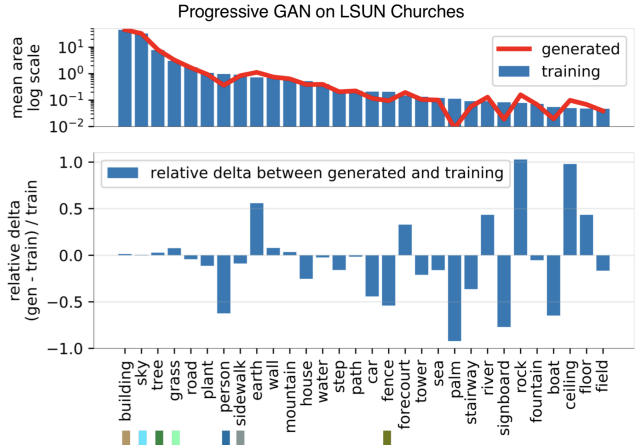 Progressive GAN on LSUN Churches
mean area
log scale
10¹
10⁰
10⁻¹
10⁻²
generated
training
relative delta
(gen - train) / train
1.0
0.5
0.0
−0.5
−1.0
relative delta between generated and training
building
sky
tree
grass
road
plant
person
sidewalk
earth
wall
mountain
house
water
step
path
car
fence
forecourt
tower
sea
palm
stairway
river
signboard
rock
fountain
boat
ceiling
floor
field